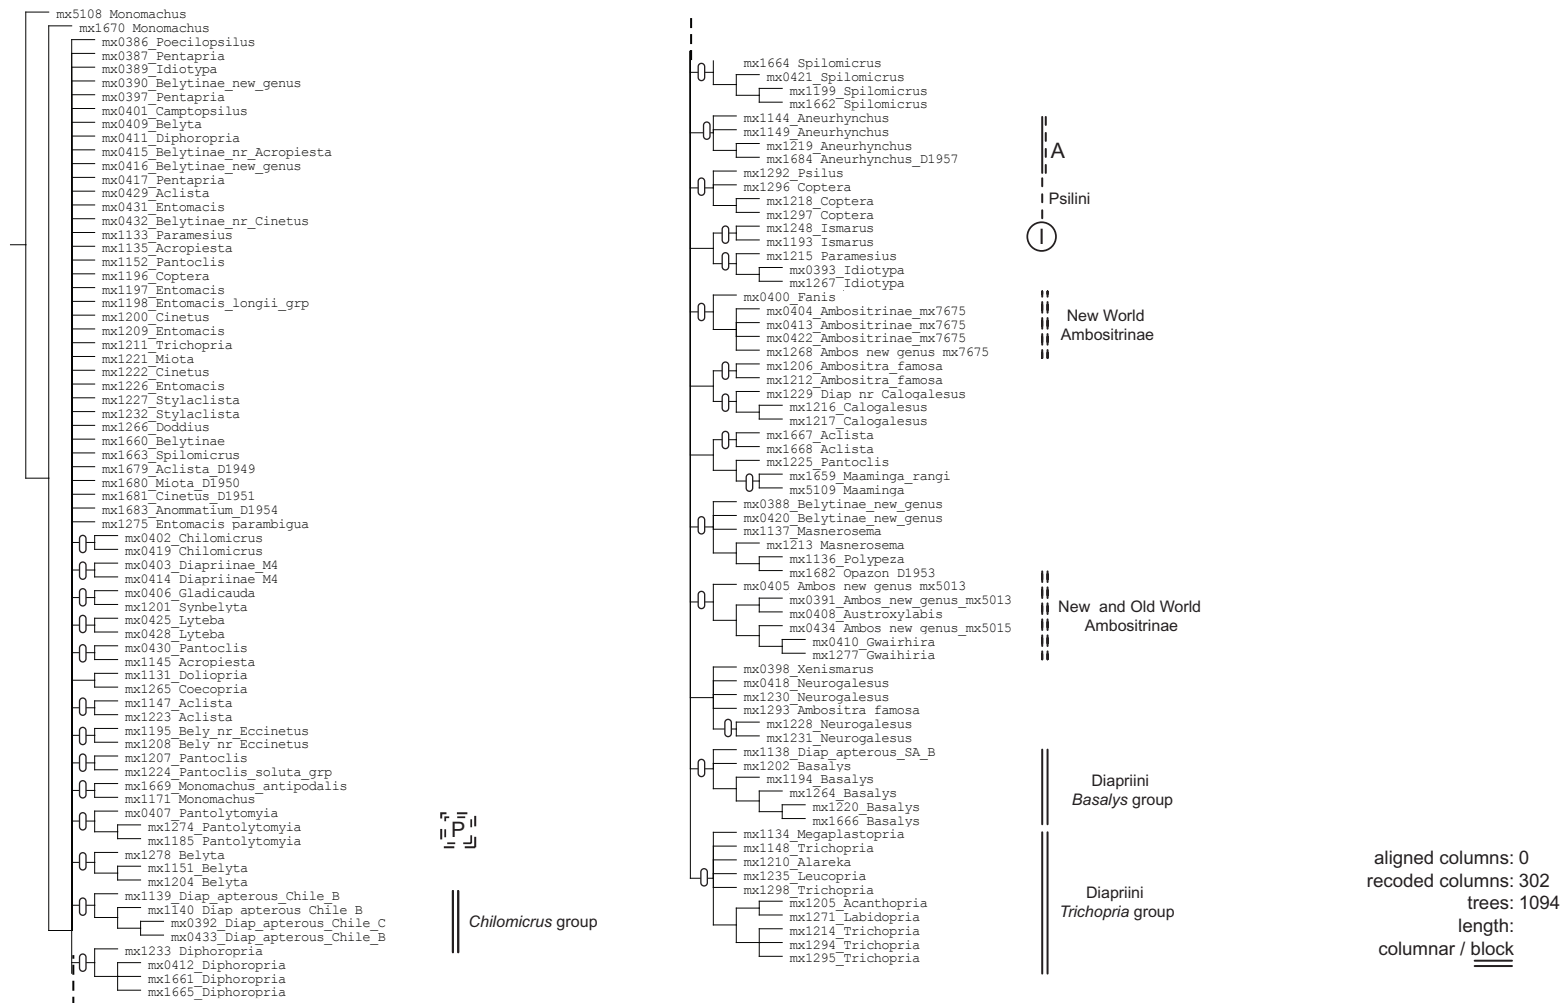 mx5108_Monomachus
mx1670_Monomachus
mx0386_Poecilopsilus
mx0387_Pentapria
mx0389_Idiotypa
mx0390_Belytinae_new_genus
mx0397_Pentapria
mx0401_Camptopsilus
mx0409_Belyta
mx0411_Diphoropria
mx0415_Belytinae_nr_Acropiesta
mx0416_Belytinae_new_genus
mx0417_Pentapria
mx0429_Aclista
mx0431_Entomacis
mx0432_Belytinae_nr_Cinetus
mx1133_Paramesius
mx1135_Acropiesta
mx1152_Pantoclis
mx1196_Coptera
mx1197_Entomacis
mx1198_Entomacis_longii_grp
mx1200_Cinetus
mx1209_Entomacis
mx1211_Trichopria
mx1221_Miota
mx1222_Cinetus
mx1226_Entomacis
mx1227_Stylaclista
mx1232_Stylaclista
mx1266_Doddius
mx1660_Belytinae
mx1663_Spilomicrus
mx1679_Aclista_D1949
mx1680_Miota_D1950
mx1681_Cinetus_D1951
mx1683_Anommatium_D1954
mx1275_Entomacis_parambigua
mx0402_Chilomicrus
mx0419_Chilomicrus
mx0403_Diapriinae_M4
mx0414_Diapriinae_M4
mx0406_Gladicauda
mx1201_Synbelyta
mx0425_Lyteba
mx0428_Lyteba
mx0430_Pantoclis
mx1145_Acropiesta
mx1131_Doliopria
mx1265_Coecopria
mx1147_Aclista
mx1223_Aclista
mx1195_Bely_nr_Eccinetus
mx1208_Bely_nr_Eccinetus
mx1207_Pantoclis
mx1224_Pantoclis_soluta_grp
mx1669_Monomachus_antipodalis
mx1171_Monomachus
mx0407_Pantolytomyia
mx1274_Pantolytomyia
mx1185_Pantolytomyia
P
mx1278_Belyta
mx1151_Belyta
mx1204_Belyta
mx1139_Diap_apterous_Chile_B
mx1140_Diap_apterous_Chile_B
mx0392_Diap_apterous_Chile_C
mx0433_Diap_apterous_Chile_B
Chilomicrus group
mx1233_Diphoropria
mx0412_Diphoropria
mx1661_Diphoropria
mx1665_Diphoropria
mx1664_Spilomicrus
mx0421_Spilomicrus
mx1199_Spilomicrus
mx1662_Spilomicrus
mx1144_Aneurhynchus
mx1149_Aneurhynchus
mx1219_Aneurhynchus
mx1684_Aneurhynchus_D1957
A
mx1292_Psilus
mx1296_Coptera
mx1218_Coptera
mx1297_Coptera
Psilini
mx1248_Ismarus
mx1193_Ismarus
I
mx1215_Paramesius
mx0393_Idiotypa
mx1267_Idiotypa
mx0400_Fanis
mx0404_Ambositrinae_mx7675
mx0413_Ambositrinae_mx7675
mx0422_Ambositrinae_mx7675
mx1268_Ambos_new_genus_mx7675
New World
Ambositrinae
mx1206_Ambositra_famosa
mx1212_Ambositra_famosa
mx1229_Diap_nr_Calogalesus
mx1216_Calogalesus
mx1217_Calogalesus
mx1667_Aclista
mx1668_Aclista
mx1225_Pantoclis
mx1659_Maaminga_rangi
mx5109_Maaminga
mx0388_Belytinae_new_genus
mx0420_Belytinae_new_genus
mx1137_Masnerosema
mx1213_Masnerosema
mx1136_Polypeza
mx1682_Opazon_D1953
mx0405_Ambos_new_genus_mx5013
mx0391_Ambos_new_genus_mx5013
mx0408_Austroxylabis
mx0434_Ambos_new_genus_mx5015
mx0410_Gwairhira
mx1277_Gwaihiria
New and Old World
Ambositrinae
mx0398_Xenismarus
mx0418_Neurogalesus
mx1230_Neurogalesus
mx1293_Ambositra_famosa
mx1228_Neurogalesus
mx1231_Neurogalesus
mx1138_Diap_apterous_SA_B
mx1202_Basalys
mx1194_Basalys
mx1264_Basalys
mx1220_Basalys
mx1666_Basalys
Diapriini
Basalys group
mx1134_Megaplastopria
mx1148_Trichopria
mx1210_Alareka
mx1235_Leucopria
mx1298_Trichopria
mx1205_Acanthopria
mx1271_Labidopria
mx1214_Trichopria
mx1294_Trichopria
mx1295_Trichopria
Diapriini
Trichopria group
aligned columns: 0
recoded columns: 302
trees: 1094
length:
columnar / block